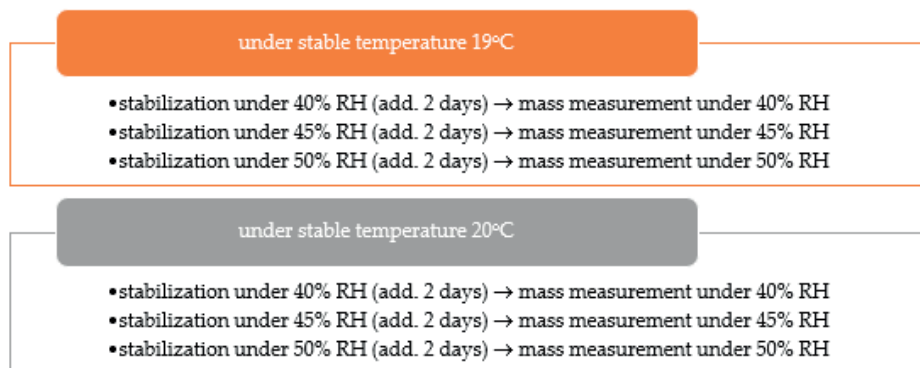 under stable temperature 19ºC
•stabilization under 40% RH (add. 2 days) → mass measurement under 40% RH
•stabilization under 45% RH (add. 2 days) → mass measurement under 45% RH
•stabilization under 50% RH (add. 2 days) → mass measurement under 50% RH
under stable temperature 20ºC
•stabilization under 40% RH (add. 2 days) → mass measurement under 40% RH
•stabilization under 45% RH (add. 2 days) → mass measurement under 45% RH
•stabilization under 50% RH (add. 2 days) → mass measurement under 50% RH